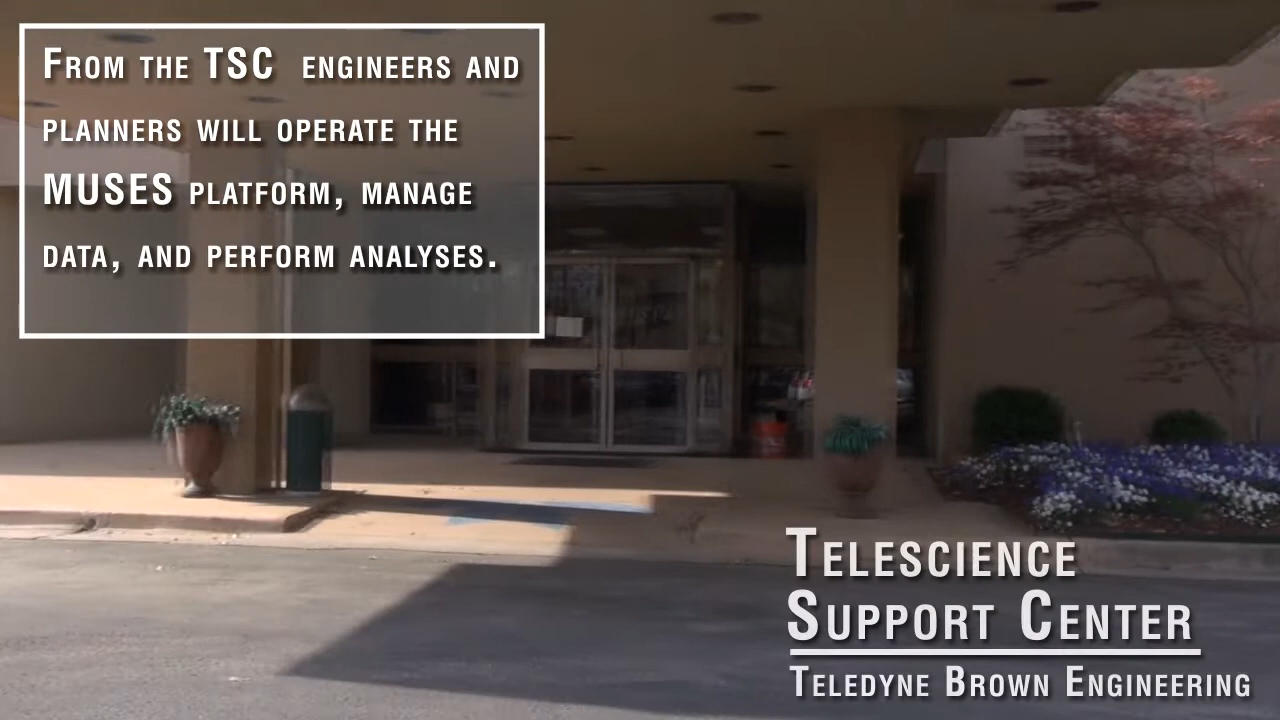 From the TSC engineers and
planners will operate the
MUSES platform, manage
data, and perform analyses.
Telescience
Support Center
Teledyne Brown Engineering